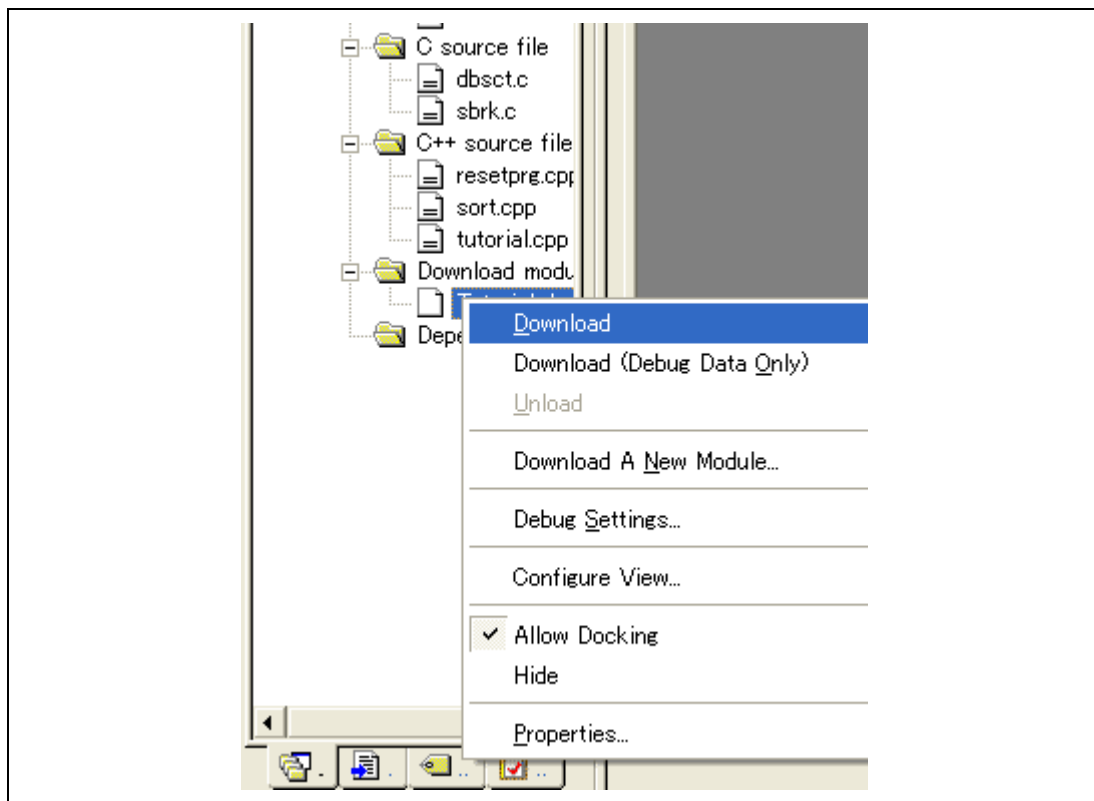 C source file
dbsct.c
sbrk.c
C++ source file
resetprg.cpp
sort.cpp
tutorial.cpp
Download modu
Depe
Download
Download (Debug Data Only)
Unload
Download A New Module...
Debug Settings...
Configure View...
Allow Docking
Hide
Properties...